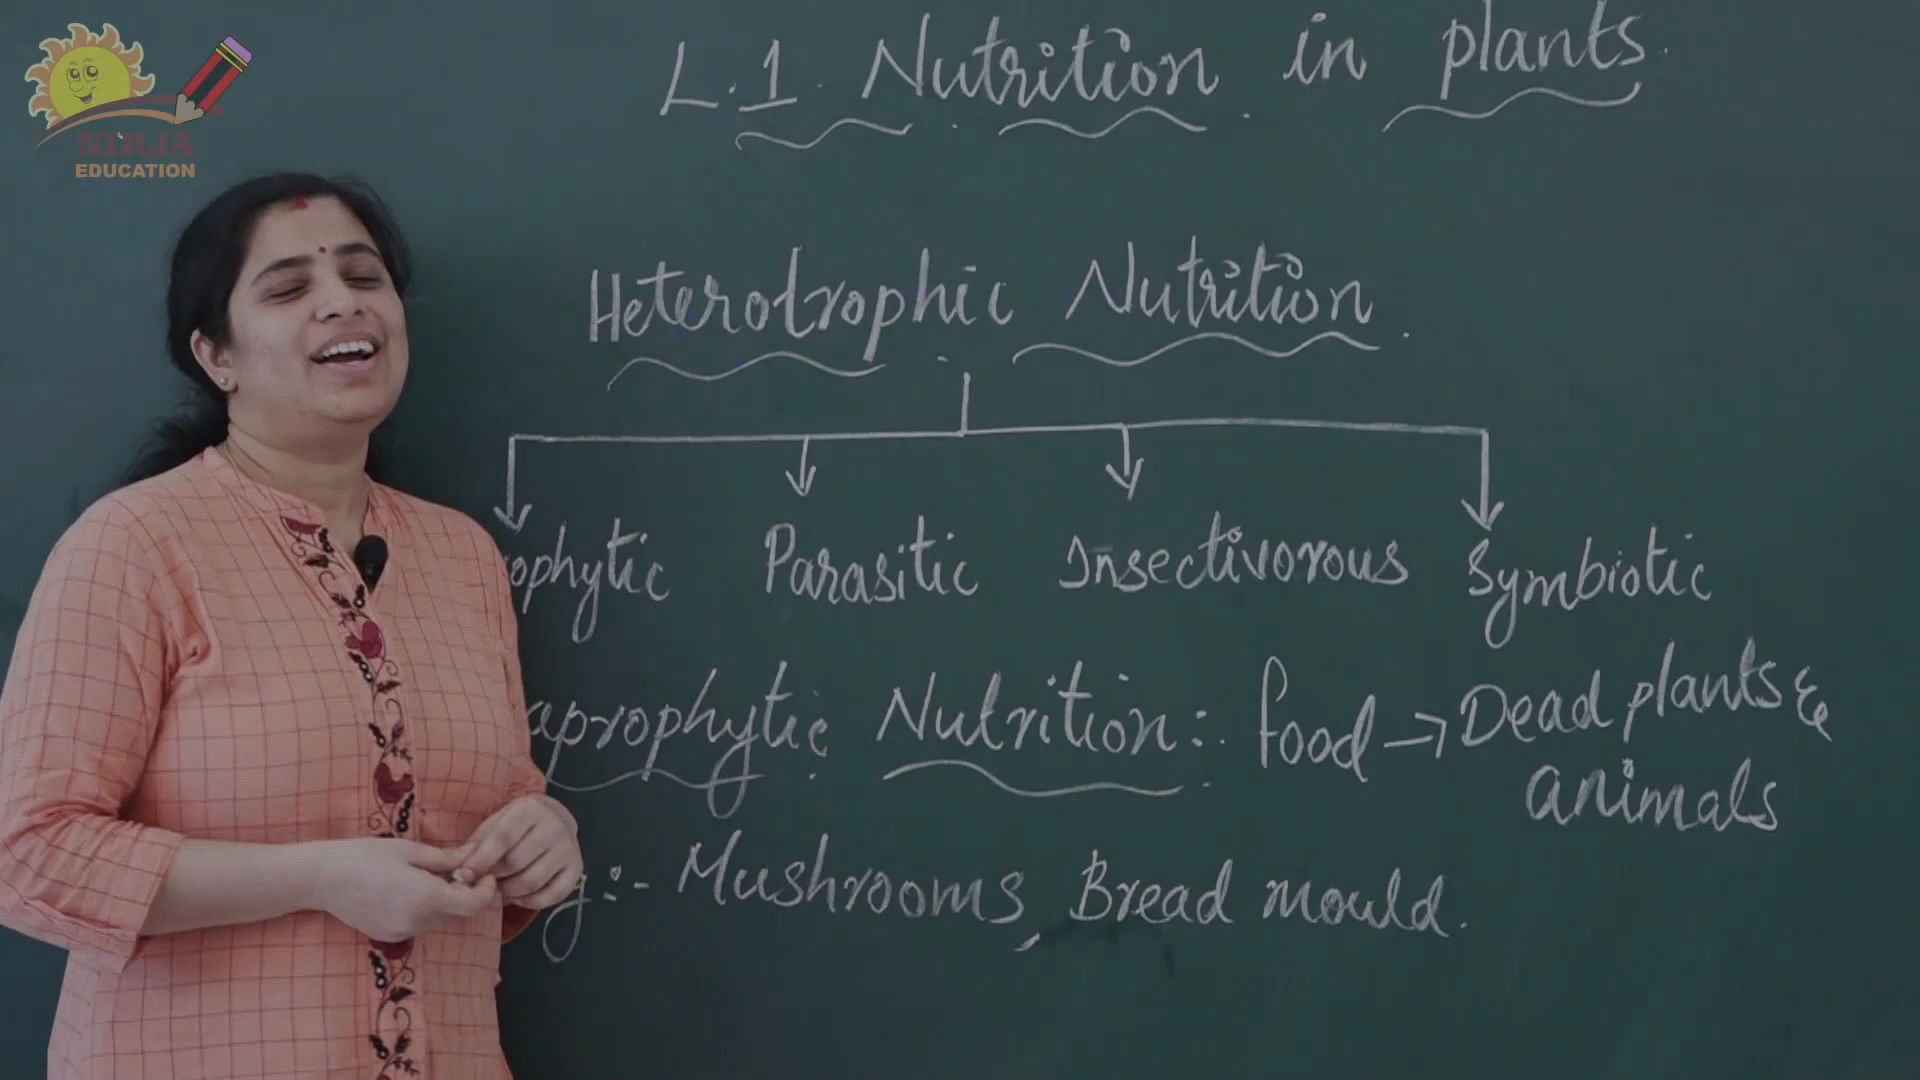 NIRJA
EDUCATION
L.1. Nutrition in plants.
Heterotrophic Nutrition.
ophytic Parasitic Insectivorous Symbiotic
aprophytic Nutrition:- food → Dead plants &
animals
g:- Mushrooms, Bread mould.